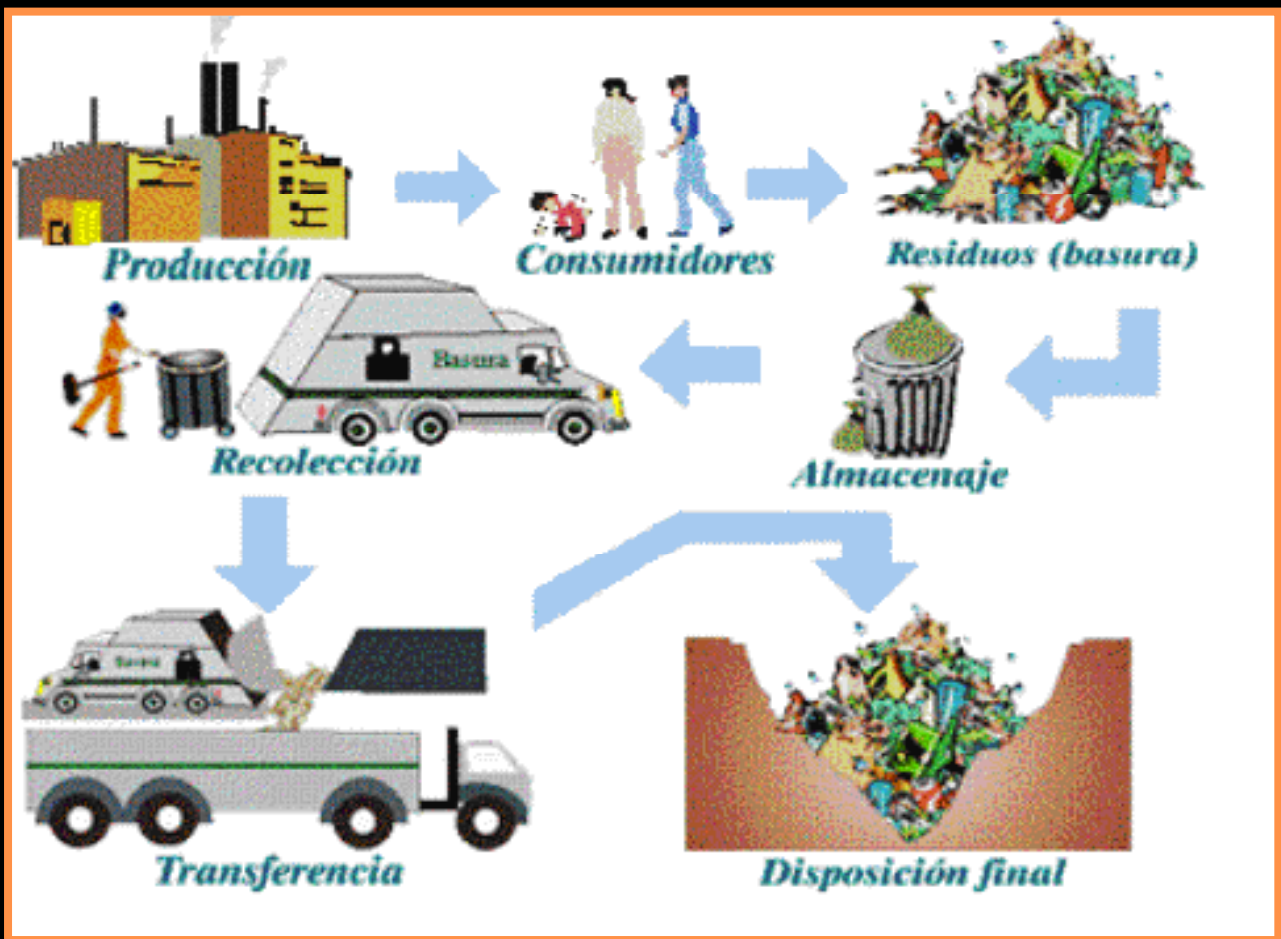 Producción
Consumidores
Residuos (basura)
Basura
Recolección
Almacenaje
Basura
Transferencia
Disposición final